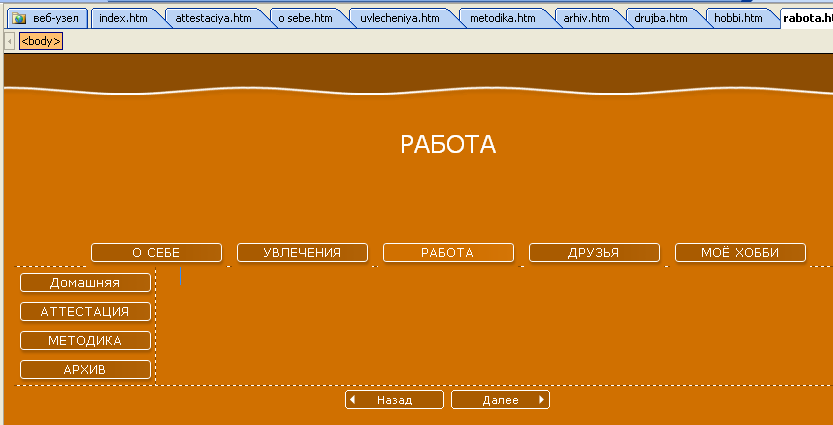 веб-узел index.htm attestaciya.htm o sebe.htm uvlecheniya.htm metodika.htm arhiv.htm drujba.htm hobbi.htm rabota.h
<body>
РАБОТА
О СЕБЕ УВЛЕЧЕНИЯ РАБОТА ДРУЗЬЯ МОЁ ХОББИ
Домашняя
АТТЕСТАЦИЯ
МЕТОДИКА
АРХИВ
Назад Далее